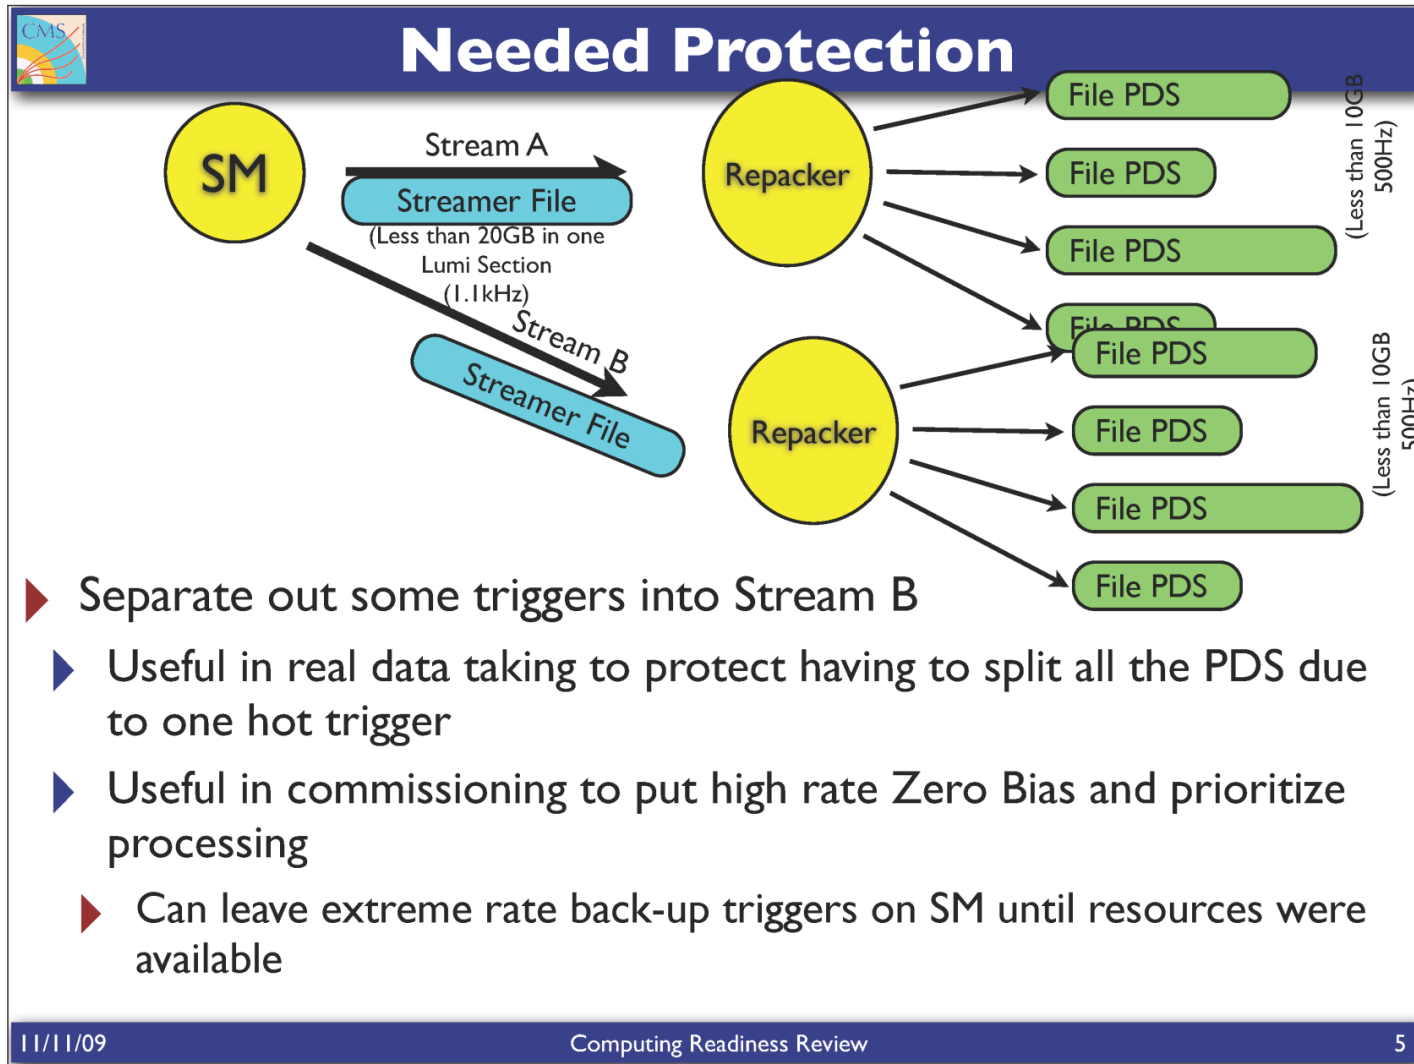 CMS
Needed Protection
SM
Stream A
Streamer File
(Less than 20GB in one
Lumi Section
(1.1kHz)
Stream B
Streamer File
Repacker
File PDS
File PDS
File PDS
File PDS
(Less than 10GB
500Hz)
Repacker
File PDS
File PDS
File PDS
File PDS
(Less than 10GB
500Hz)
Separate out some triggers into Stream B
Useful in real data taking to protect having to split all the PDS due
to one hot trigger
Useful in commissioning to put high rate Zero Bias and prioritize
processing
Can leave extreme rate back-up triggers on SM until resources were
available
11/11/09
Computing Readiness Review
5